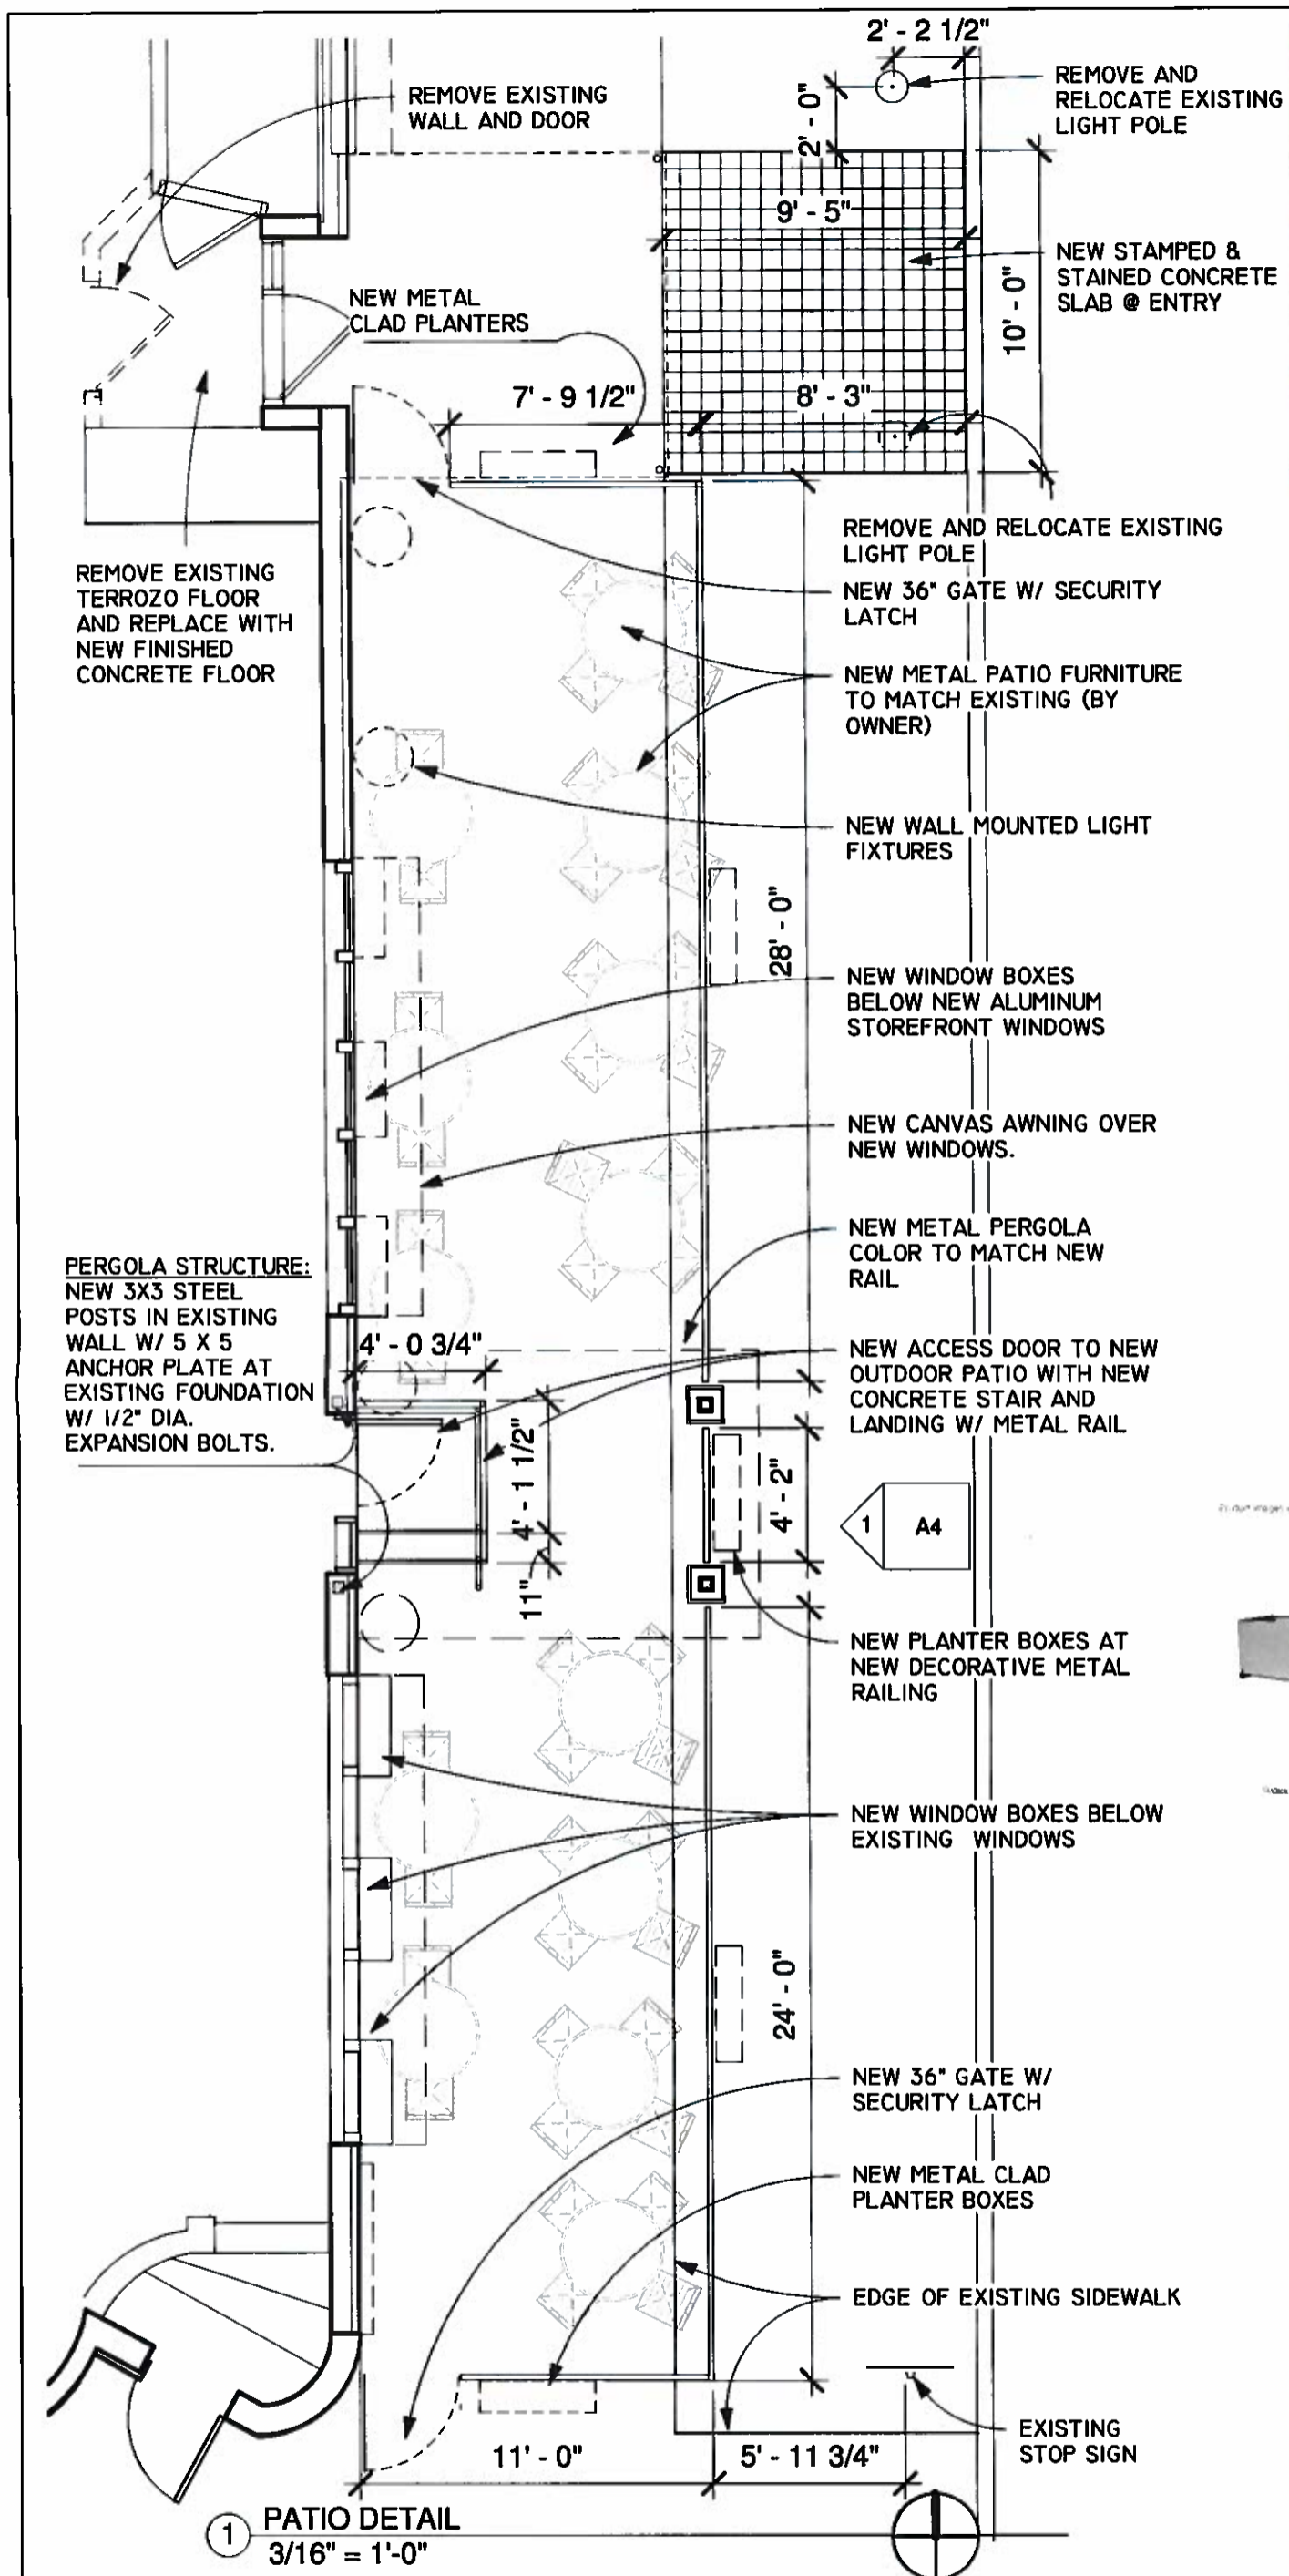 2' - 2 1/2"
REMOVE EXISTING
WALL AND DOOR
REMOVE AND
RELOCATE EXISTING
LIGHT POLE
2' - 0"
9' - 5"
NEW STAMPED &
STAINED CONCRETE
SLAB @ ENTRY
10' - 0"
NEW METAL
CLAD PLANTERS
7' - 9 1/2"
8' - 3"
REMOVE AND RELOCATE EXISTING
LIGHT POLE
REMOVE EXISTING
TERROZO FLOOR
AND REPLACE WITH
NEW FINISHED
CONCRETE FLOOR
NEW 36" GATE W/ SECURITY
LATCH
NEW METAL PATIO FURNITURE
TO MATCH EXISTING (BY
OWNER)
NEW WALL MOUNTED LIGHT
FIXTURES
28' - 0"
NEW WINDOW BOXES
BELOW NEW ALUMINUM
STOREFRONT WINDOWS
NEW CANVAS AWNING OVER
NEW WINDOWS.
NEW METAL PERGOLA
COLOR TO MATCH NEW
RAIL
PERGOLA STRUCTURE:
NEW 3X3 STEEL
POSTS IN EXISTING
WALL W/ 5 X 5
ANCHOR PLATE AT
EXISTING FOUNDATION
W/ 1/2" DIA.
EXPANSION BOLTS.
4' - 0 3/4"
NEW ACCESS DOOR TO NEW
OUTDOOR PATIO WITH NEW
CONCRETE STAIR AND
LANDING W/ METAL RAIL
4' - 1 1/2"
4' - 2"
1
A4
11"
NEW PLANTER BOXES AT
NEW DECORATIVE METAL
RAILING
NEW WINDOW BOXES BELOW
EXISTING WINDOWS
24' - 0"
NEW 36" GATE W/
SECURITY LATCH
NEW METAL CLAD
PLANTER BOXES
EDGE OF EXISTING SIDEWALK
EXISTING
STOP SIGN
11' - 0"
5' - 11 3/4"
1
PATIO DETAIL
3/16" = 1'-0"